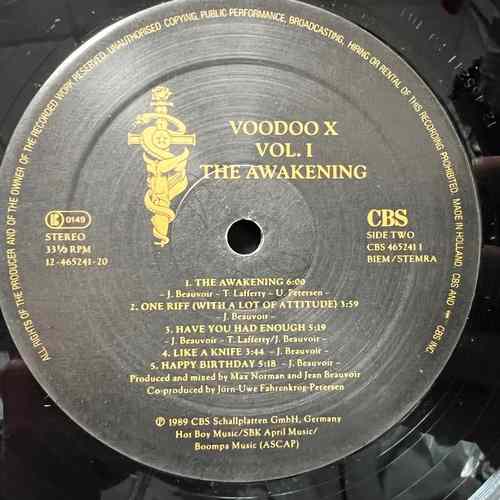 ALL RIGHTS OF THE PRODUCER AND OF THE OWNER OF THE RECORDED WORK RESERVED. UNAUTHORISED COPYING, PUBLIC PERFORMANCE, BROADCASTING, HIRING OR RENTAL OF THIS RECORDING PROHIBITED. MADE IN HOLLAND. CBS AND ARE CBS INC.
VOODOO X
VOL. I
THE AWAKENING
0149
STEREO
33⅓ RPM
12-465241-20
CBS
SIDE TWO
CBS 465241 1
BIEM/STEMRA
1. THE AWAKENING 6:00
– J. Beauvoir – T. Lafferty – U. Petersen –
2. ONE RIFF (WITH A LOT OF ATTITUDE) 3:59
– J. Beauvoir –
3. HAVE YOU HAD ENOUGH 5:19
– J. Beauvoir – T. Lafferty/J. Beauvoir –
4. LIKE A KNIFE 3:44 – J. Beauvoir –
5. HAPPY BIRTHDAY 5:18 – J. Beauvoir –
Produced and mixed by Max Norman and Jean Beauvoir
Co-produced by Jürn-Uwe Fahrenkrog-Petersen
℗ 1989 CBS Schallplatten GmbH, Germany
Hot Boy Music/SBK April Music/
Boompa Music (ASCAP)